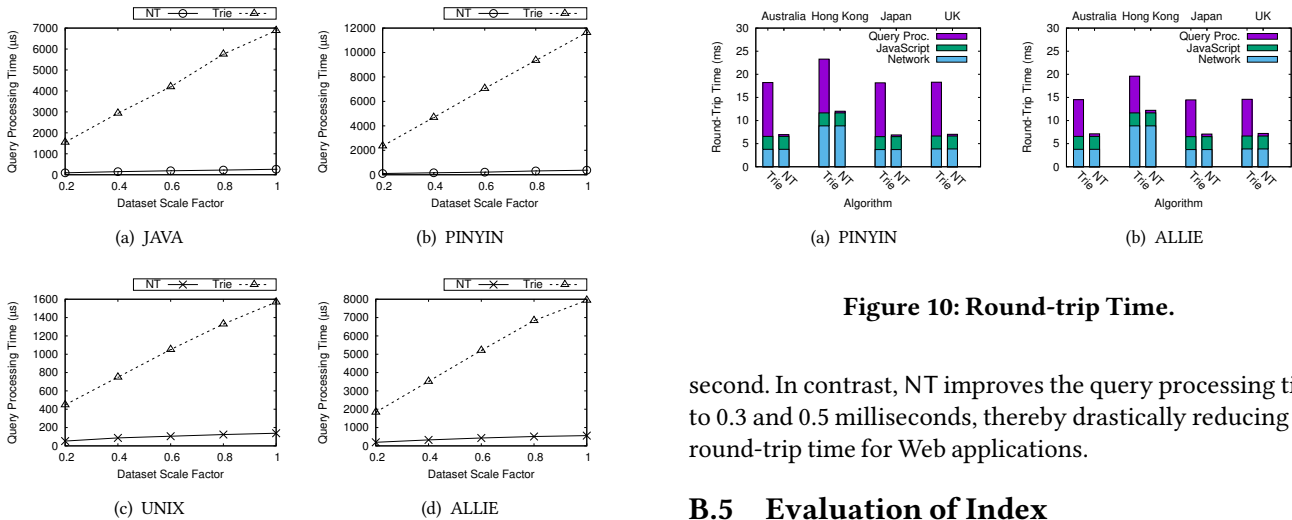 NT Trie
Query Processing Time (µs)
7000
6000
5000
4000
3000
2000
1000
0
0.2 0.4 0.6 0.8 1
Dataset Scale Factor
(a) JAVA
NT Trie
Query Processing Time (µs)
12000
10000
8000
6000
4000
2000
0
0.2 0.4 0.6 0.8 1
Dataset Scale Factor
(b) PINYIN
NT Trie
Query Processing Time (µs)
1600
1400
1200
1000
800
600
400
200
0
0.2 0.4 0.6 0.8 1
Dataset Scale Factor
(c) UNIX
NT Trie
Query Processing Time (µs)
8000
7000
6000
5000
4000
3000
2000
1000
0
0.2 0.4 0.6 0.8 1
Dataset Scale Factor
(d) ALLIE
Australia Hong Kong Japan UK
Round-Trip Time (ms)
30
25
20
15
10
5
0
Query Proc.
JavaScript
Network
Trie NT Trie NT Trie NT Trie NT
Algorithm
(a) PINYIN
Australia Hong Kong Japan UK
Round-Trip Time (ms)
30
25
20
15
10
5
0
Query Proc.
JavaScript
Network
Trie NT Trie NT Trie NT Trie NT
Algorithm
(b) ALLIE
Figure 10: Round-trip Time.
second. In contrast, NT improves the query processing ti
to 0.3 and 0.5 milliseconds, thereby drastically reducing
round-trip time for Web applications.
B.5 Evaluation of Index